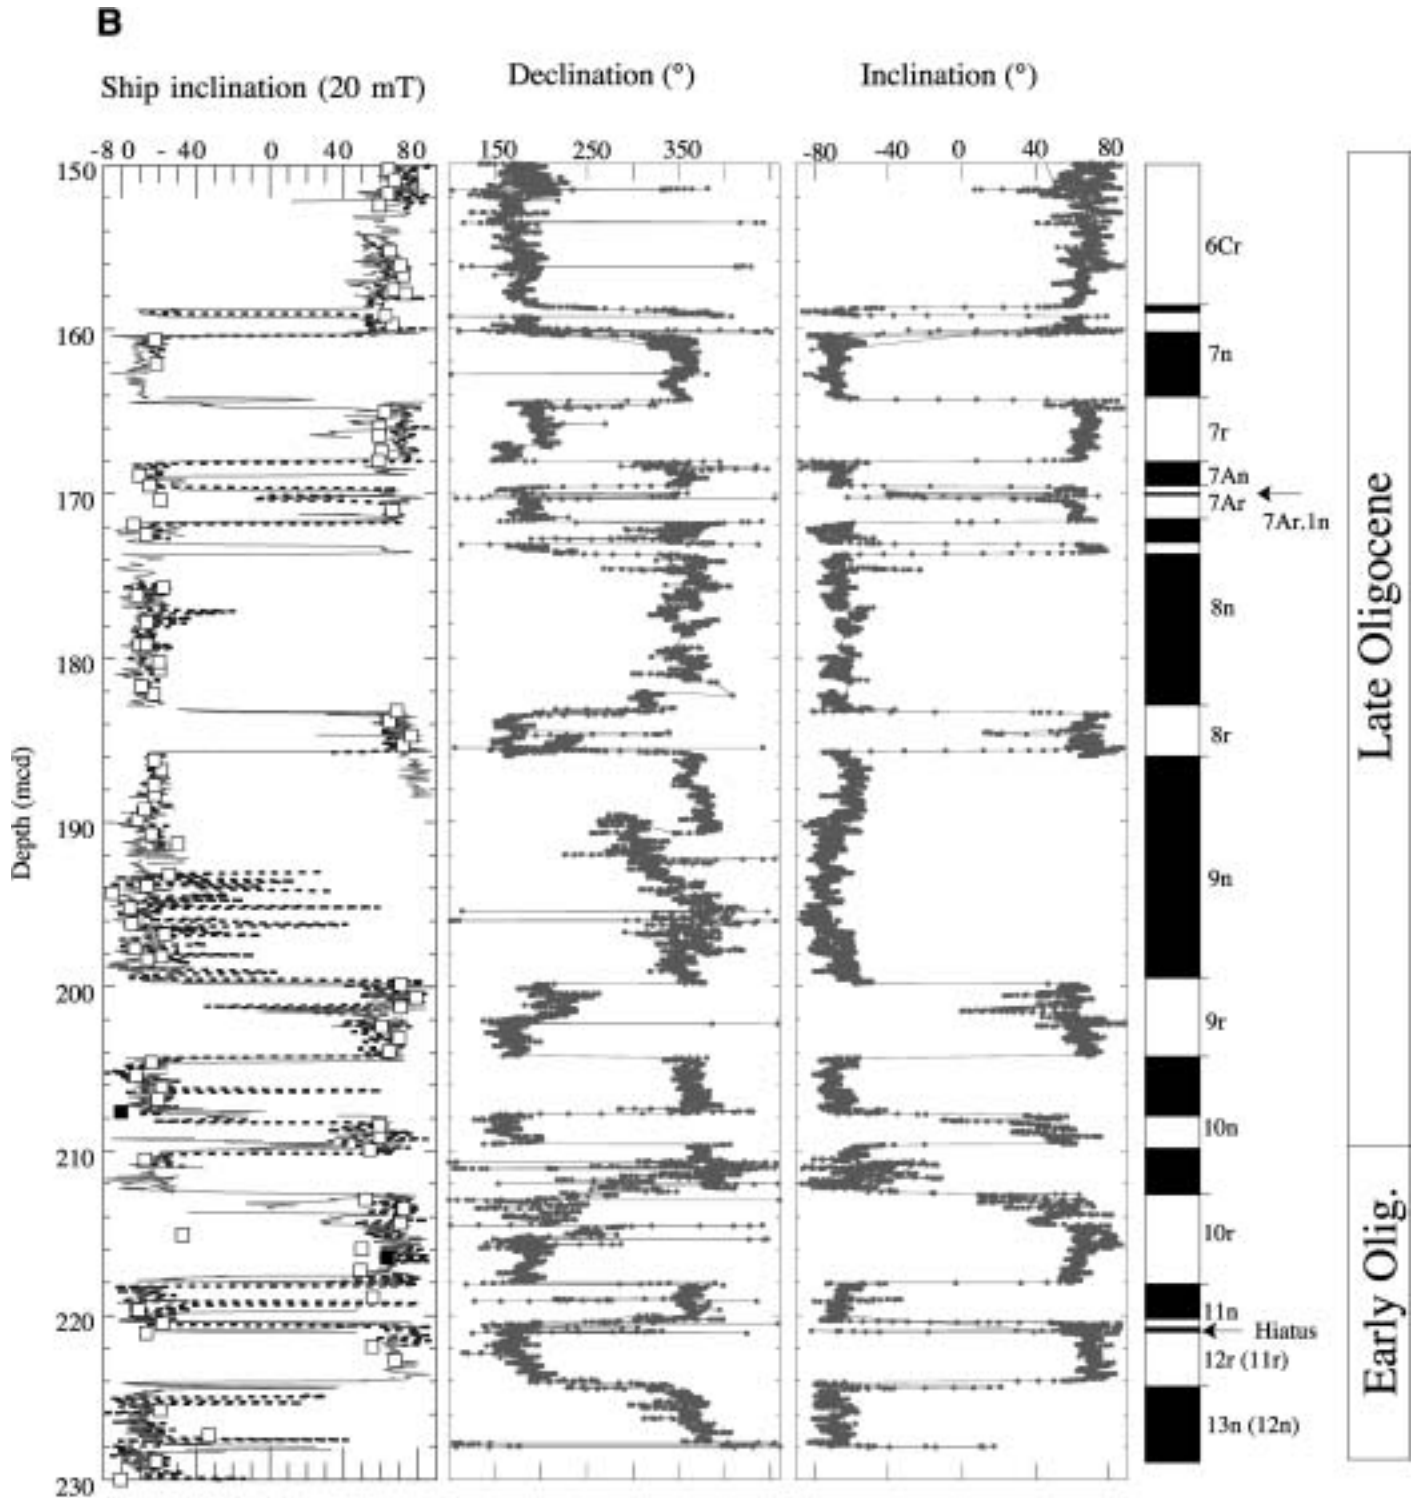 B
Ship inclination (20 mT)
Declination (°)
Inclination (°)
-8 0 - 40 0 40 80
150 250 350
-80 -40 0 40 80
150
160
170
180
190
200
210
220
230
Depth (mcd)
6Cr
7n
7r
7An
7Ar
7Ar.1n
8n
8r
9n
9r
10n
10r
11n
Hiatus
12r (11r)
13n (12n)
Late Oligocene
Early Olig.